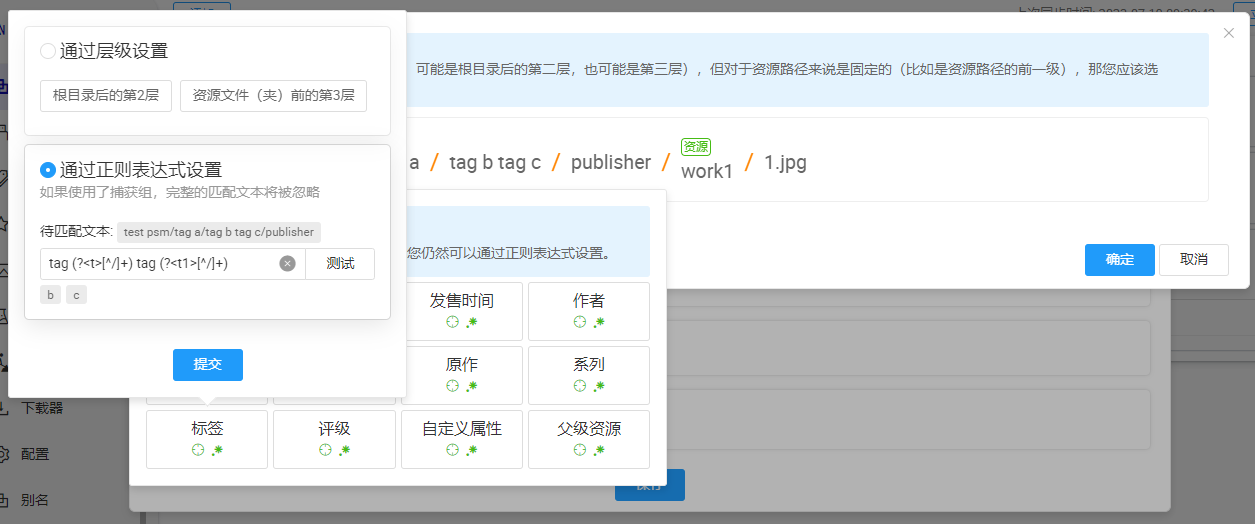 通过层级设置
根目录后的第2层
资源文件（夹）前的第3层
通过正则表达式设置
如果使用了捕获组，完整的匹配文本将被忽略
待匹配文本: test psm/tag a/tag b tag c/publisher
tag (?<t>[^/]+) tag (?<t1>[^/]+)
测试
b c
提交
可能是根目录后的第二层，也可能是第三层），但对于资源路径来说是固定的（比如是资源路径的前一级），那您应该选
资源
a / tag b tag c / publisher / work1 / 1.jpg
确定
取消
您仍然可以通过正则表达式设置。
发售时间
作者
原作
系列
标签
评级
自定义属性
父级资源
下载器
配置
别名